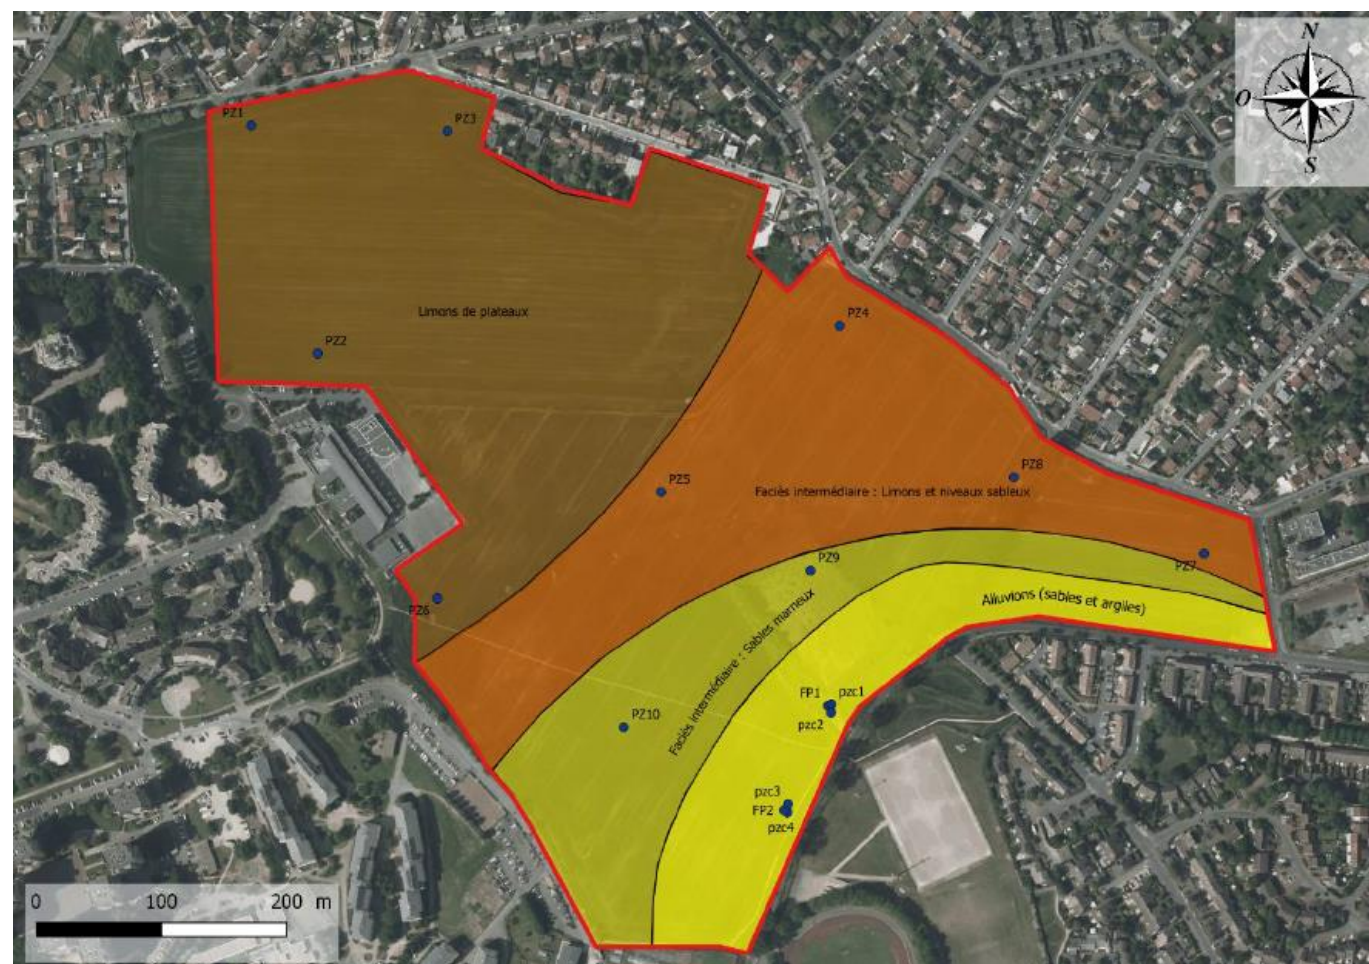 N
O
S
PZ1
PZ3
Limons de plateaux
PZ4
PZ2
PZ8
PZ5
Faciès intermédiaire : Limons et niveaux sableux
PZ9
PZ7
PZ6
Alluvions (sables et argiles)
Faciès intermédiaire : Sables marneux
FP1
pzc1
PZ10
pzc2
pzc3
FP2
pzc4
0 100 200 m